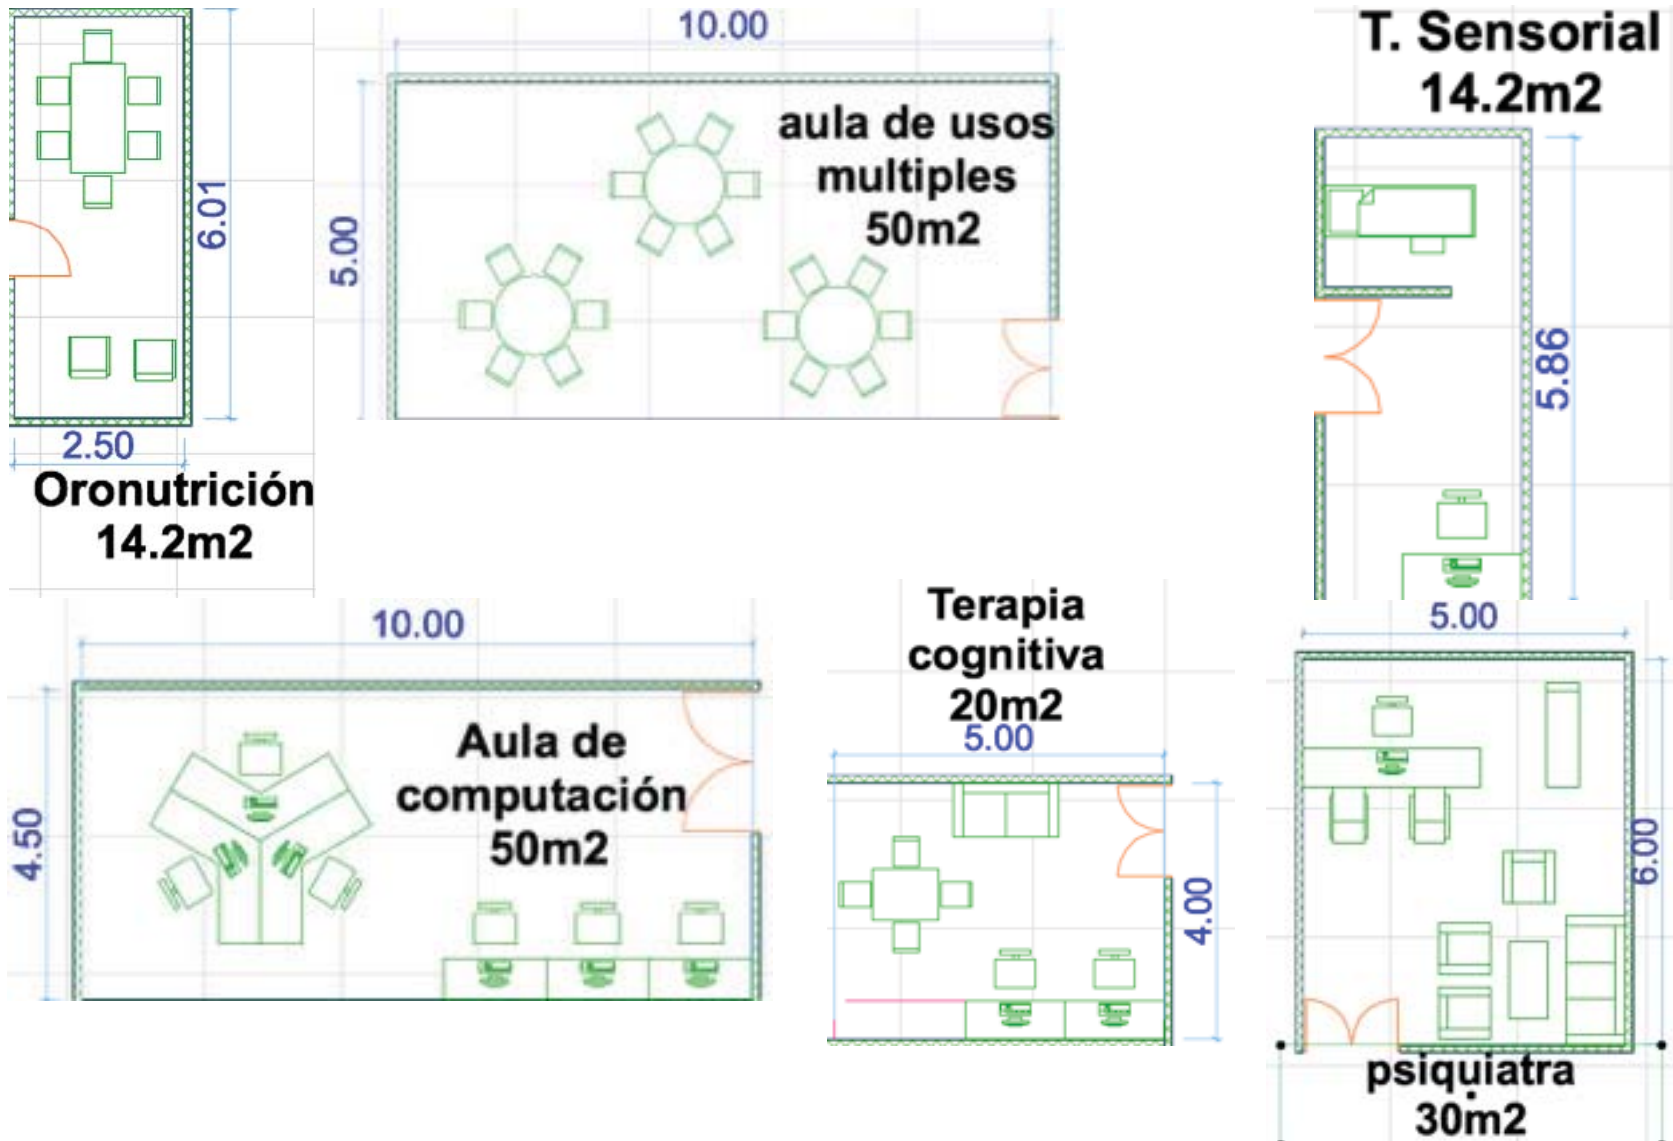 6.01
2.50
Oronutrición
14.2m2
10.00
5.00
aula de usos
multiples
50m2
T. Sensorial
14.2m2
5.86
10.00
4.50
Aula de
computación
50m2
Terapia
cognitiva
20m2
5.00
4.00
5.00
6.00
psiquiatra
30m2